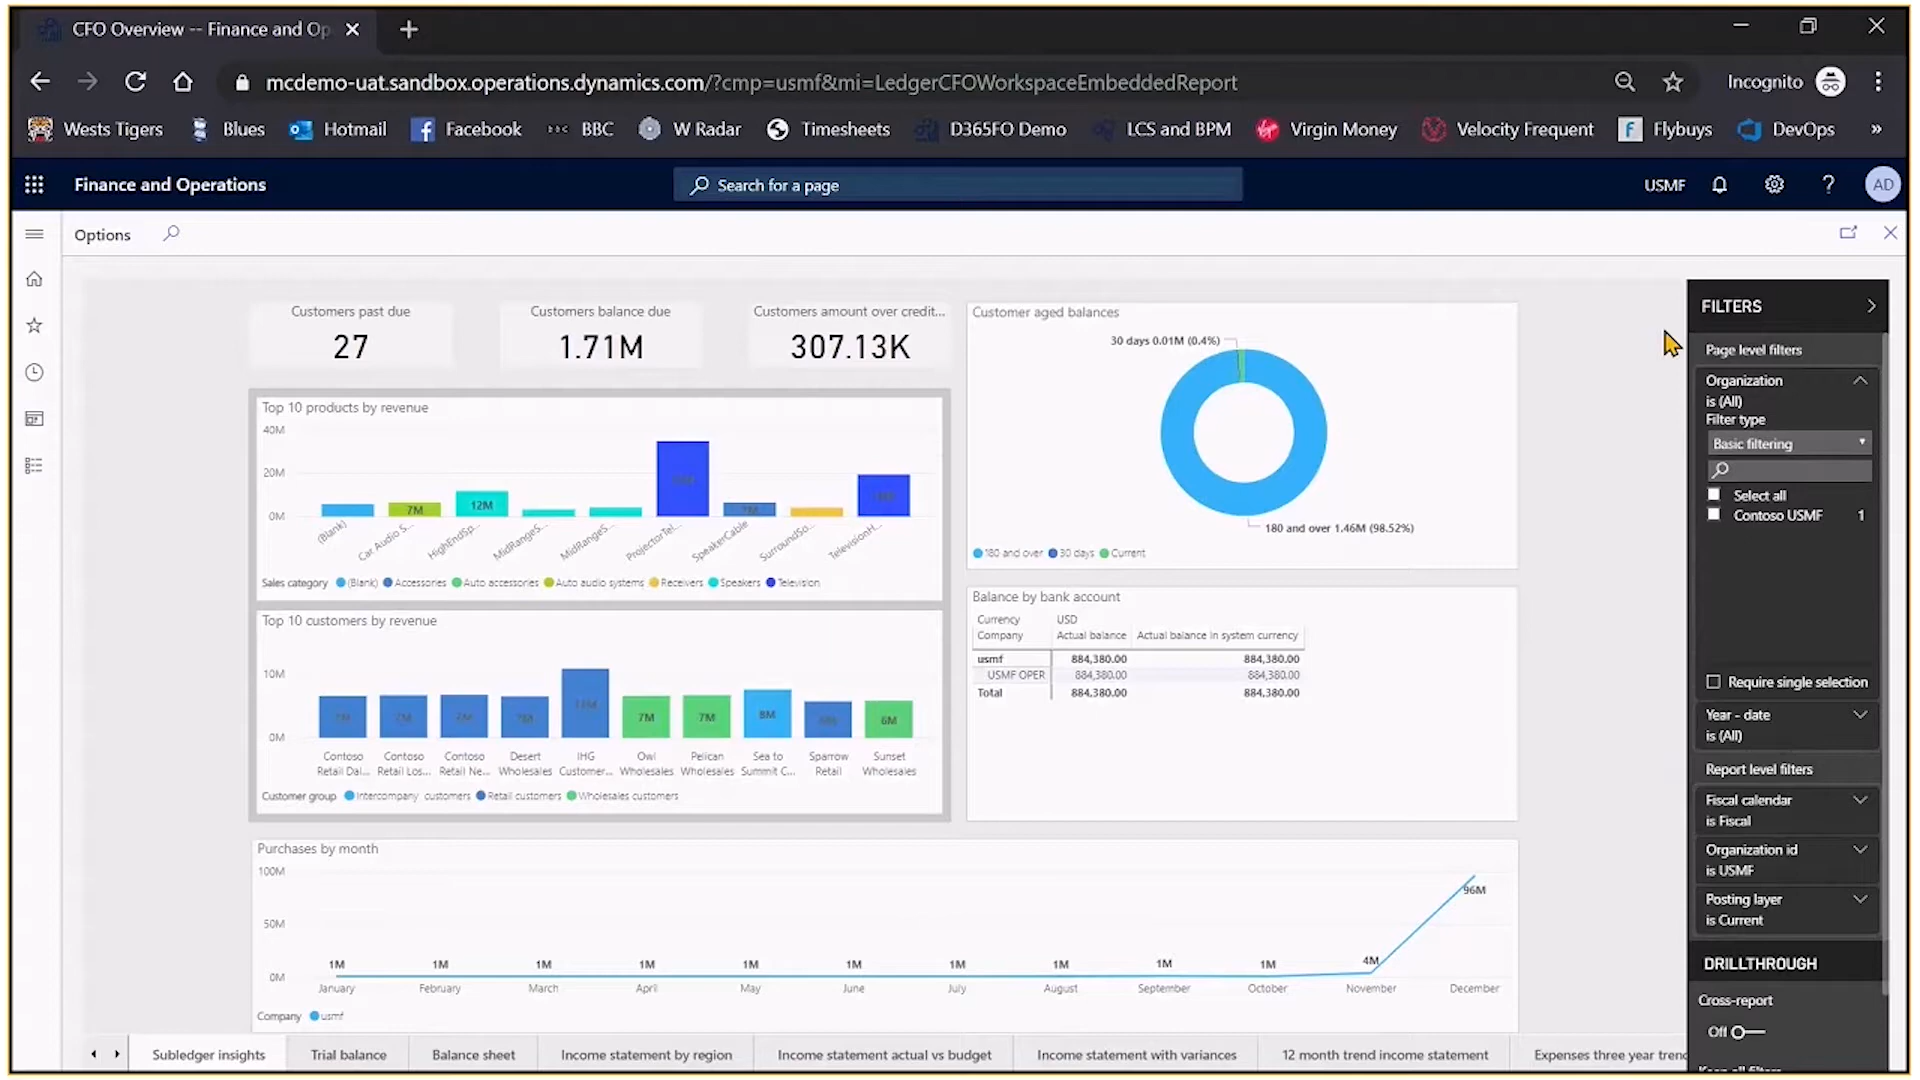 CFO Overview -- Finance and Op
mcdemo-uat.sandbox.operations.dynamics.com/?cmp=usmf&mi=LedgerCFOWorkspaceEmbeddedReport
Incognito
Wests Tigers Blues Hotmail Facebook BBC W Radar Timesheets D365FO Demo LCS and BPM Virgin Money Velocity Frequent Flybuys DevOps »
Finance and Operations
Search for a page
USMF ? AD
Options
Customers past due
27
Customers balance due
1.71M
Customers amount over credit...
307.13K
Top 10 products by revenue
40M
20M
0M
7M
12M
(Blank) Car Audio S... HighEndSp... MidRangeS... MidRangeS... ProjectorTel... SpeakerCable SurroundSo... TelevisionH...
Sales category (Blank) Accessories Auto accessories Auto audio systems Receivers Speakers Television
Top 10 customers by revenue
10M
0M
7M 7M 7M 7M 11M 7M 7M 8M 6M 6M
Contoso Retail Dal... Contoso Retail Los... Contoso Retail Ne... Desert Wholesales IHG Customer... Owl Wholesales Pelican Wholesales Sea to Summit C... Sparrow Retail Sunset Wholesales
Customer group Intercompany customers Retail customers Wholesales customers
Customer aged balances
30 days 0.01M (0.4%)
180 and over 1.46M (98.52%)
180 and over 30 days Current
Balance by bank account
Currency USD
Company Actual balance Actual balance in system currency
usmf 884,380.00 884,380.00
USMF OPER 884,380.00 884,380.00
Total 884,380.00 884,380.00
Purchases by month
100M
50M
0M
1M 1M 1M 1M 1M 1M 1M 1M 1M 1M 4M 96M
January February March April May June July August September October November December
Company usmf
Subledger insights Trial balance Balance sheet Income statement by region Income statement actual vs budget Income statement with variances 12 month trend income statement Expenses three year trend
FILTERS
Page level filters
Organization
is (All)
Filter type
Basic filtering
Select all
Contoso USMF 1
Require single selection
Year - date
is (All)
Report level filters
Fiscal calendar
is Fiscal
Organization id
is USMF
Posting layer
is Current
DRILLTHROUGH
Cross-report
Off